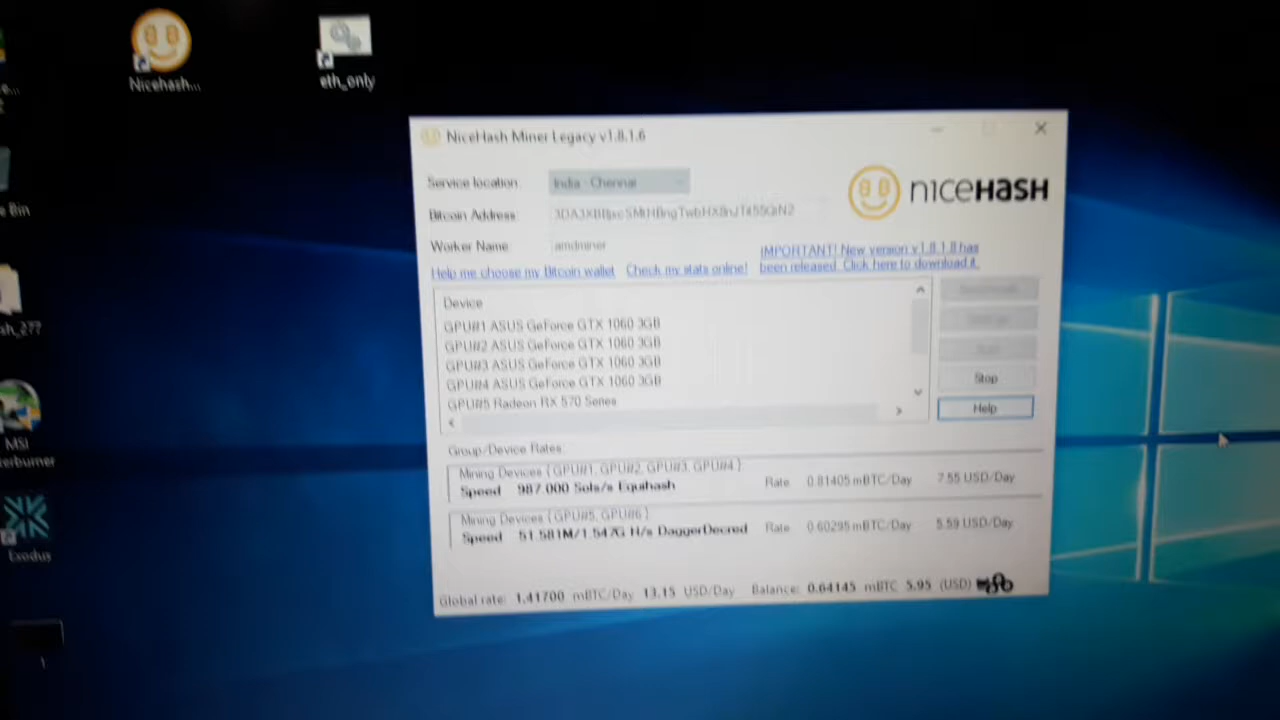 Nicehash...
eth_only
NiceHash Miner Legacy v1.8.1.6
Service location:
India - Chennai
niceHASH
Bitcoin Address:
Worker Name:
amdminer
IMPORTANT! New version v1.8.1.8 has
been released. Click here to download it.
Help me choose my Bitcoin wallet
Check my stats online!
Device
GPU#1 ASUS GeForce GTX 1060 3GB
GPU#2 ASUS GeForce GTX 1060 3GB
GPU#3 ASUS GeForce GTX 1060 3GB
GPU#4 ASUS GeForce GTX 1060 3GB
GPU#5 Radeon RX 570 Series
Stop
Help
Group/Device Rates:
Mining Devices { GPU#1, GPU#2, GPU#3, GPU#4 }:
Speed: 987.000 Sols/s Equihash
Rate: 0.81405 mBTC/Day 7.55 USD/Day
Mining Devices { GPU#5, GPU#6 }:
Speed: 51.581M/1.547G H/s DaggerDecred
Rate: 0.60295 mBTC/Day 5.59 USD/Day
Global rate: 1.41700 mBTC/Day 13.15 USD/Day Balance: 0.64145 mBTC 5.95 (USD)
e Bin
MSI
erburner
Exodus
1